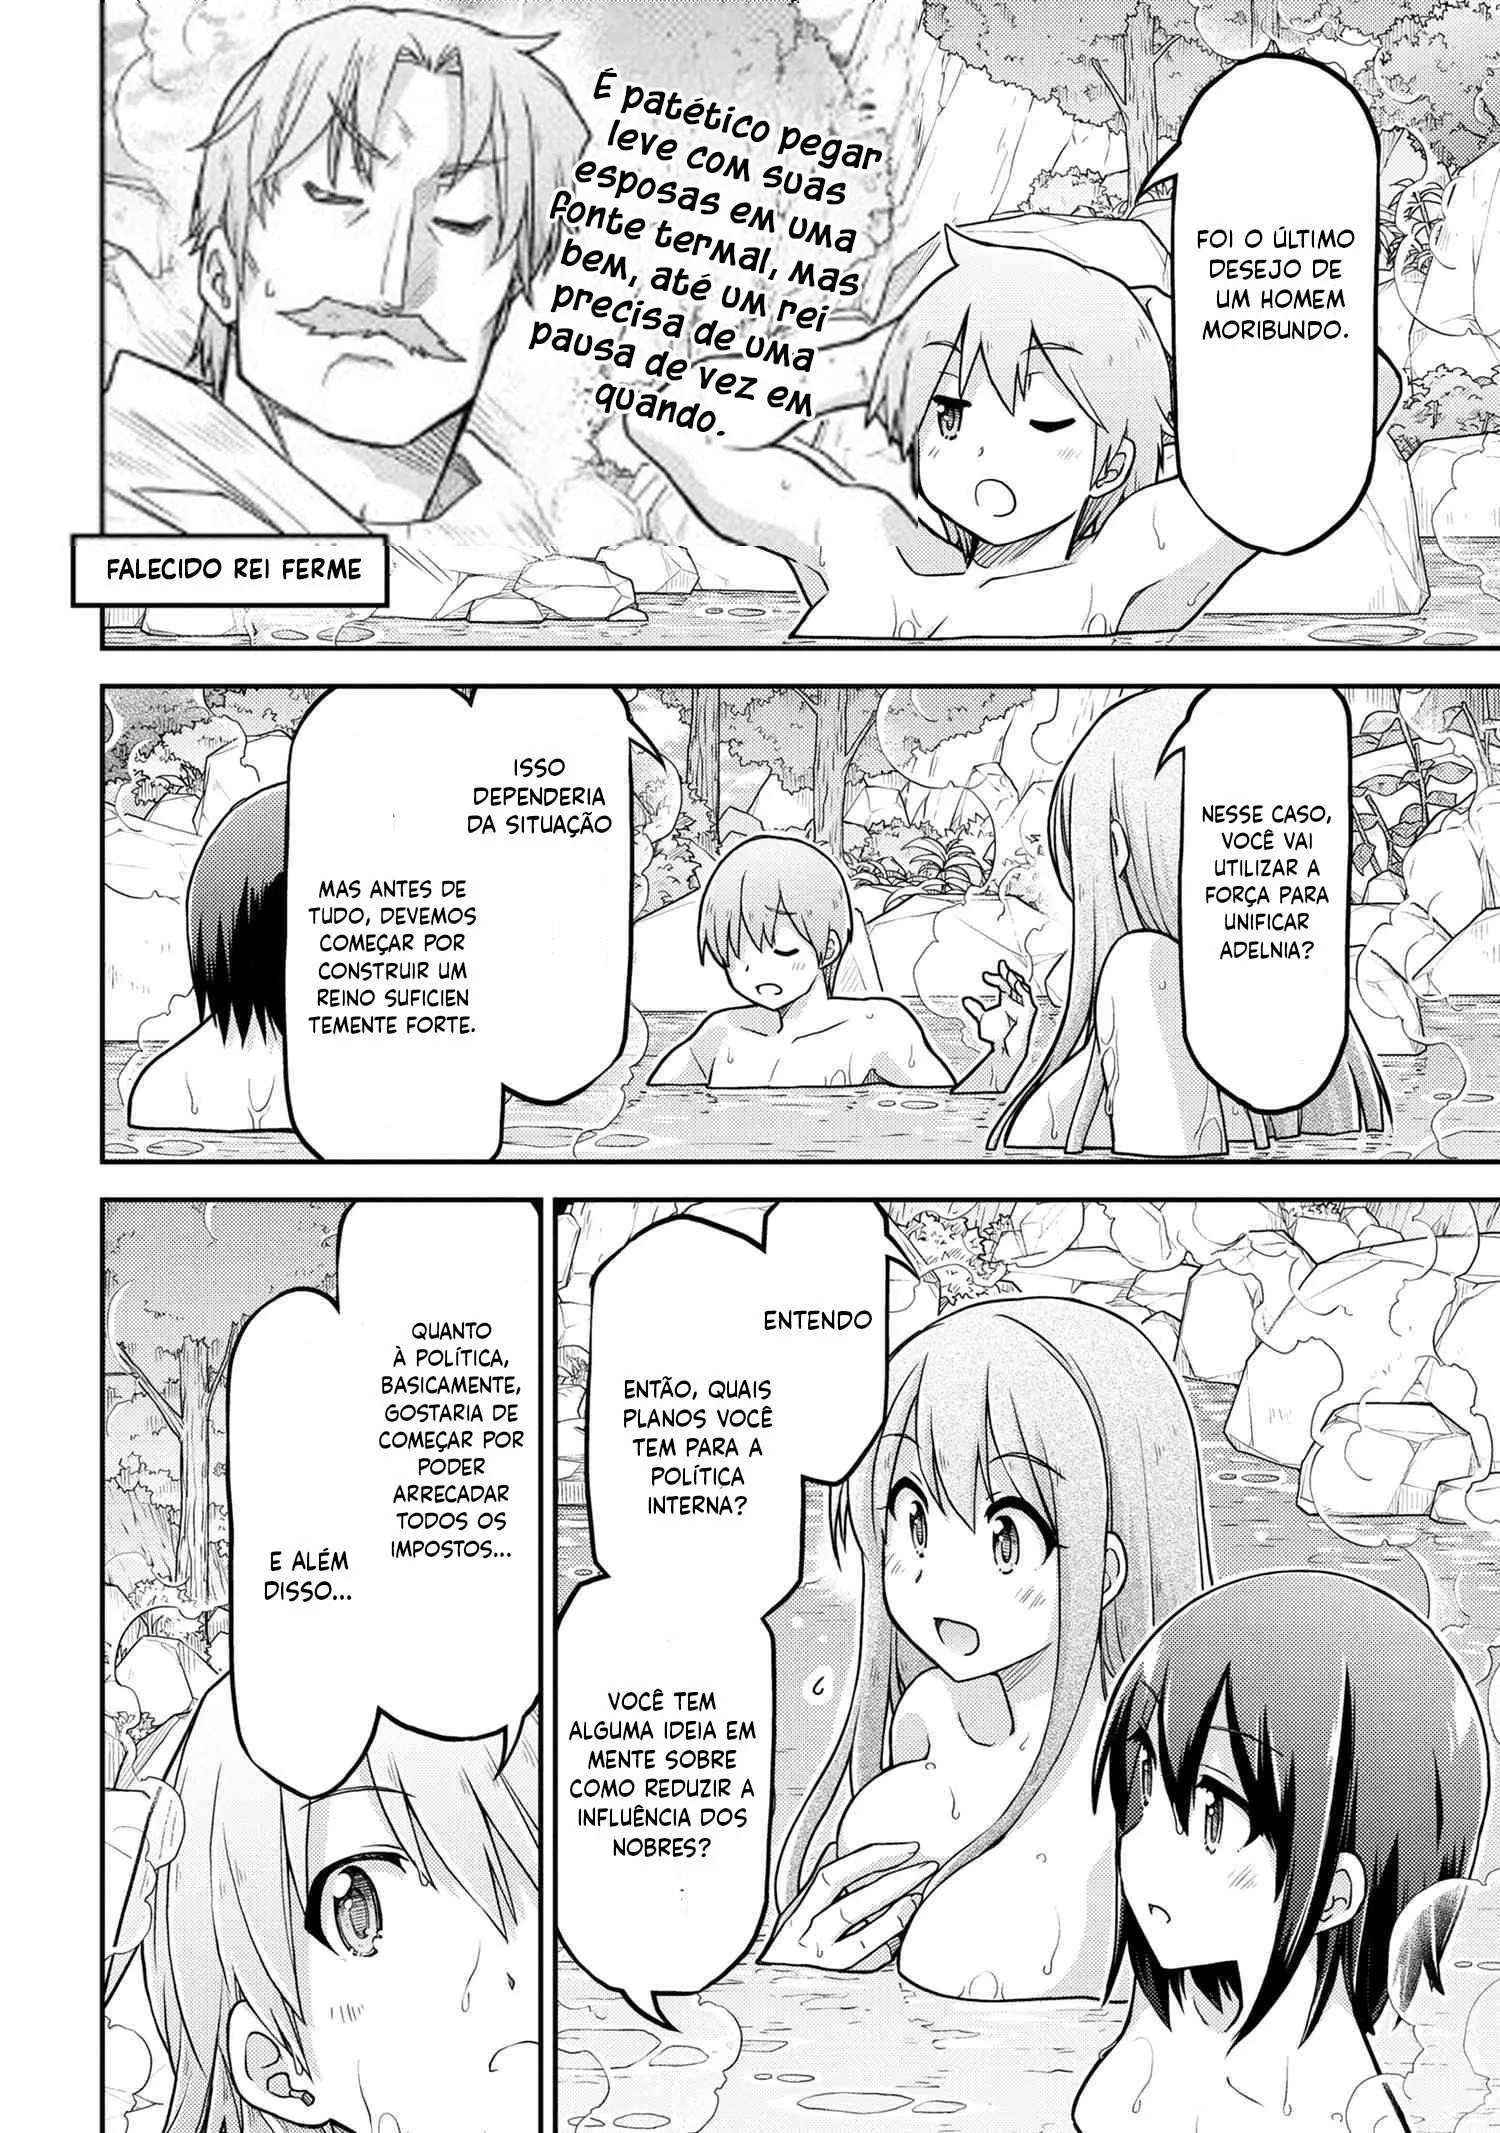 FOI O ÚLTIMO
DESEJO DE
UM HOMEM
MORIBUNDO.
É patético pegar
leve com suas
esposas em uma
fonte termal, mas
bem, até um rei
precisa de uma
pausa de vez em
quando.
FALECIDO REI FERME
NESSE CASO,
VOCÊ VAI
UTILIZAR A
FORÇA PARA
UNIFICAR
ADELNIA?
ISSO
DEPENDERIA
DA SITUAÇÃO
MAS ANTES DE
TUDO, DEVEMOS
COMEÇAR POR
CONSTRUIR UM
REINO SUFICIEN
TEMENTE FORTE.
ENTENDO
ENTÃO, QUAIS
PLANOS VOCÊ
TEM PARA A
POLÍTICA
INTERNA?
VOCÊ TEM
ALGUMA IDEIA EM
MENTE SOBRE
COMO REDUZIR A
INFLUÊNCIA DOS
NOBRES?
QUANTO
À POLÍTICA,
BASICAMENTE,
GOSTARIA DE
COMEÇAR POR
PODER
ARRECADAR
TODOS OS
IMPOSTOS...
E ALÉM
DISSO...